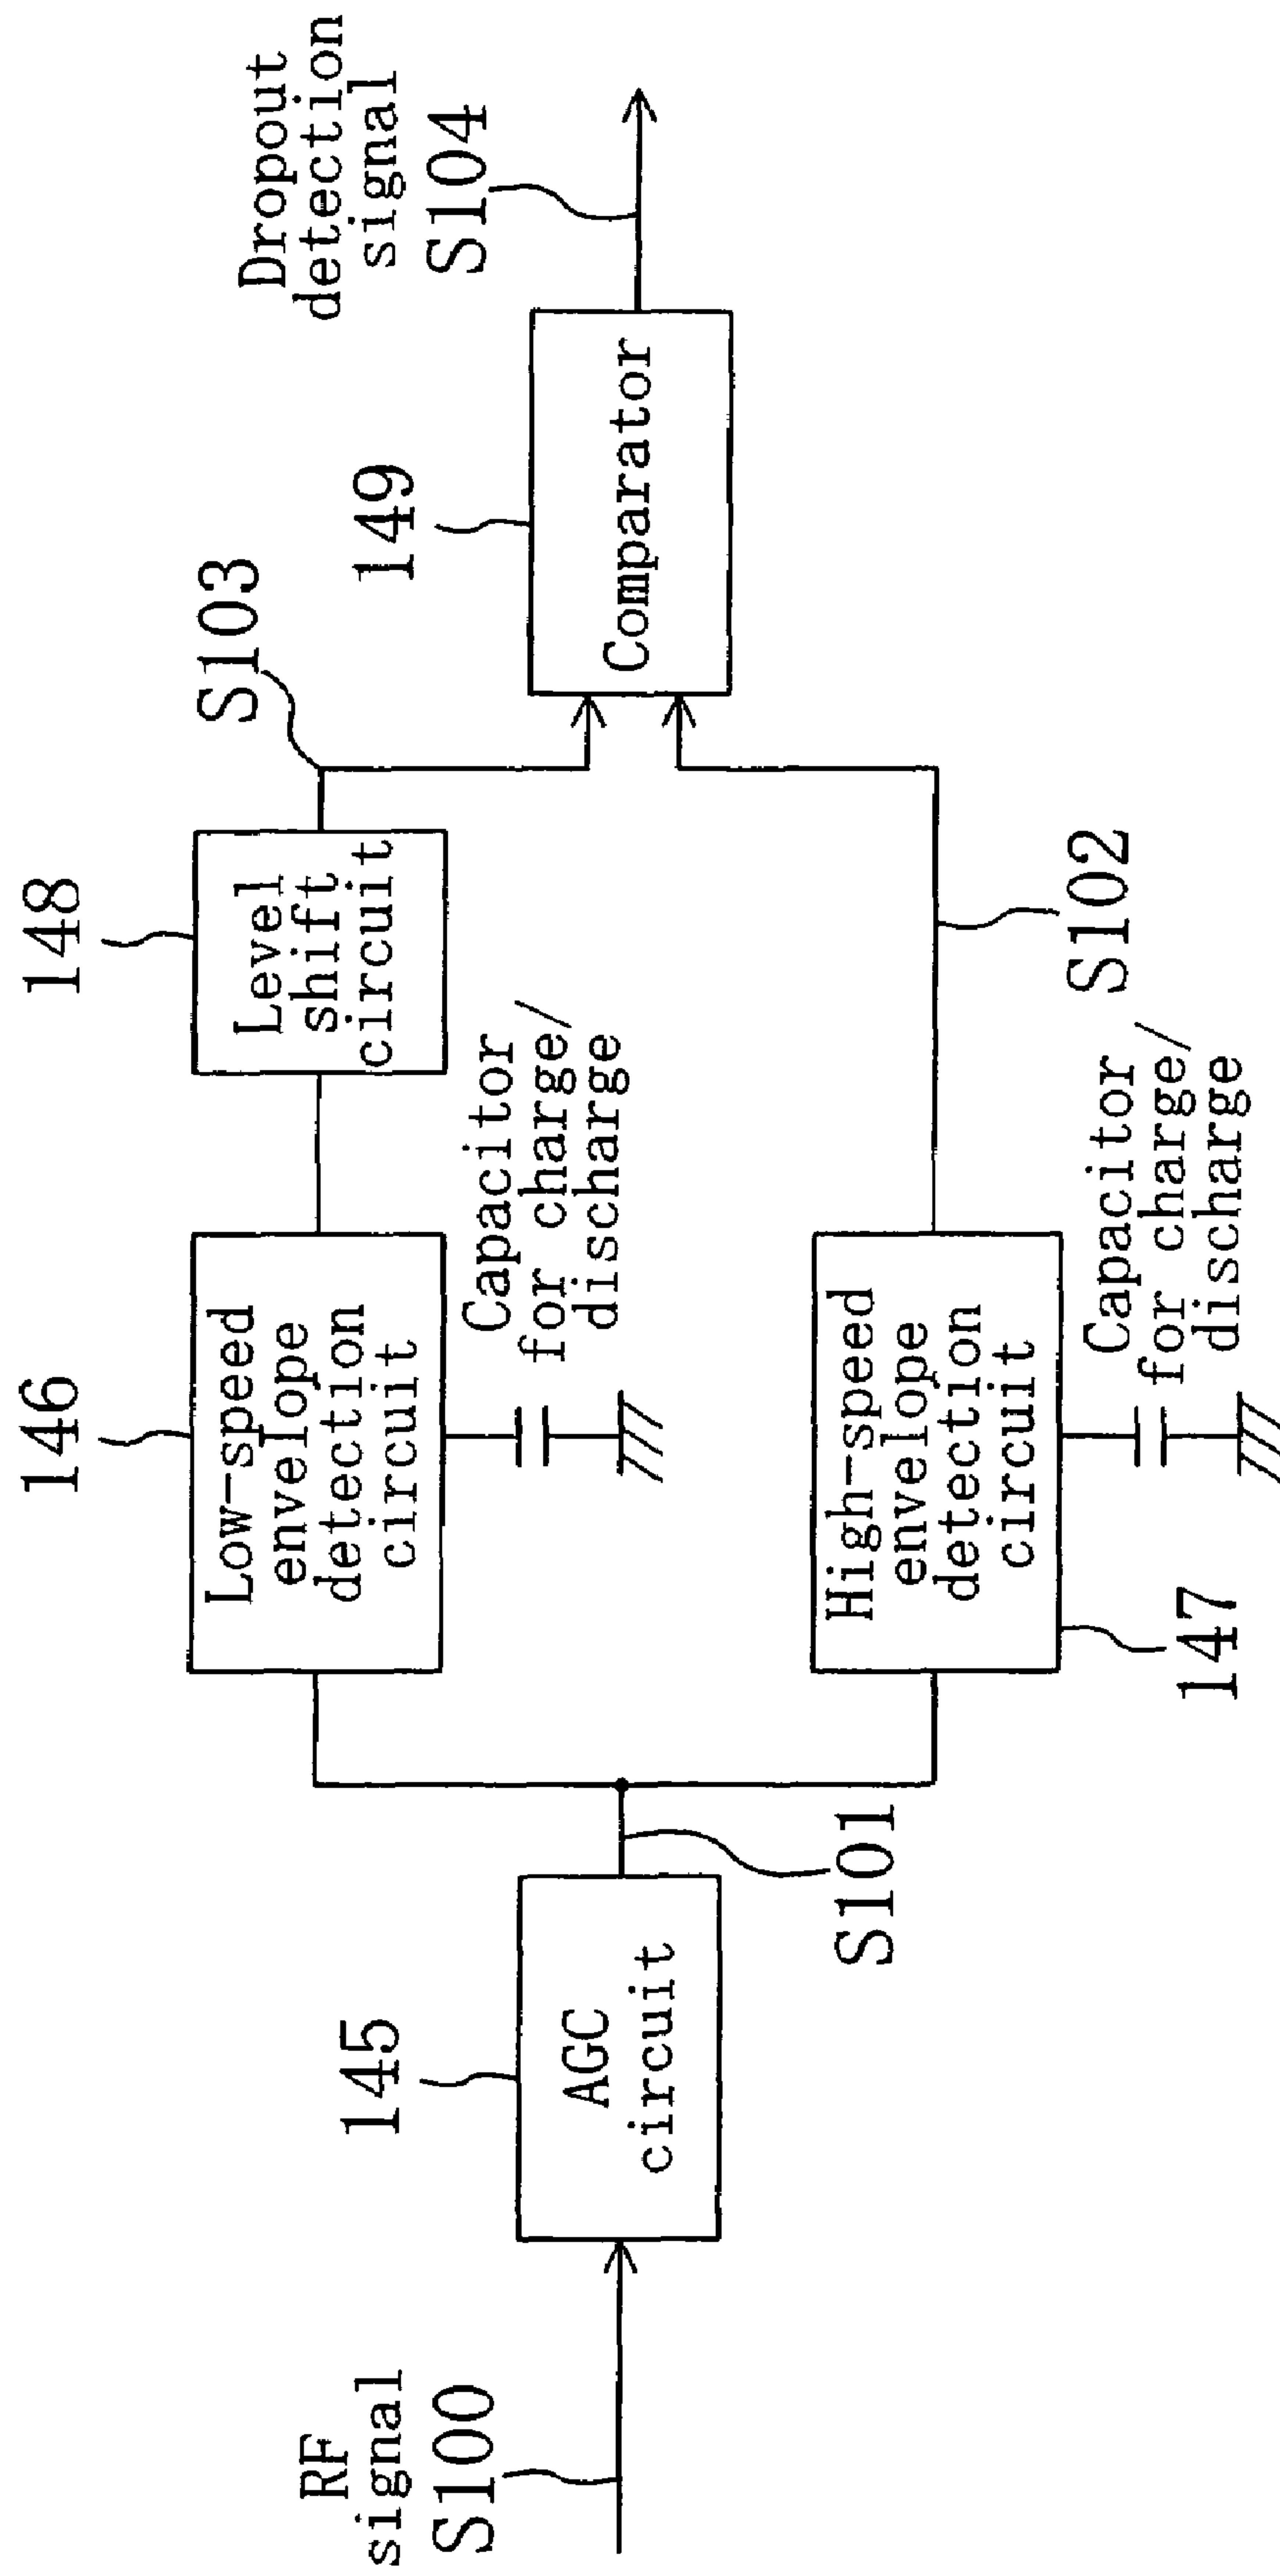 RF
signal
S100
145
AGC
circuit
S101
146
Low-speed
envelope
detection
circuit
Capacitor
for charge/
discharge
147
High-speed
envelope
detection
circuit
Capacitor
for charge/
discharge
148
Level
shift
circuit
S103
S102
149
Comparator
Dropout
detection
signal
S104